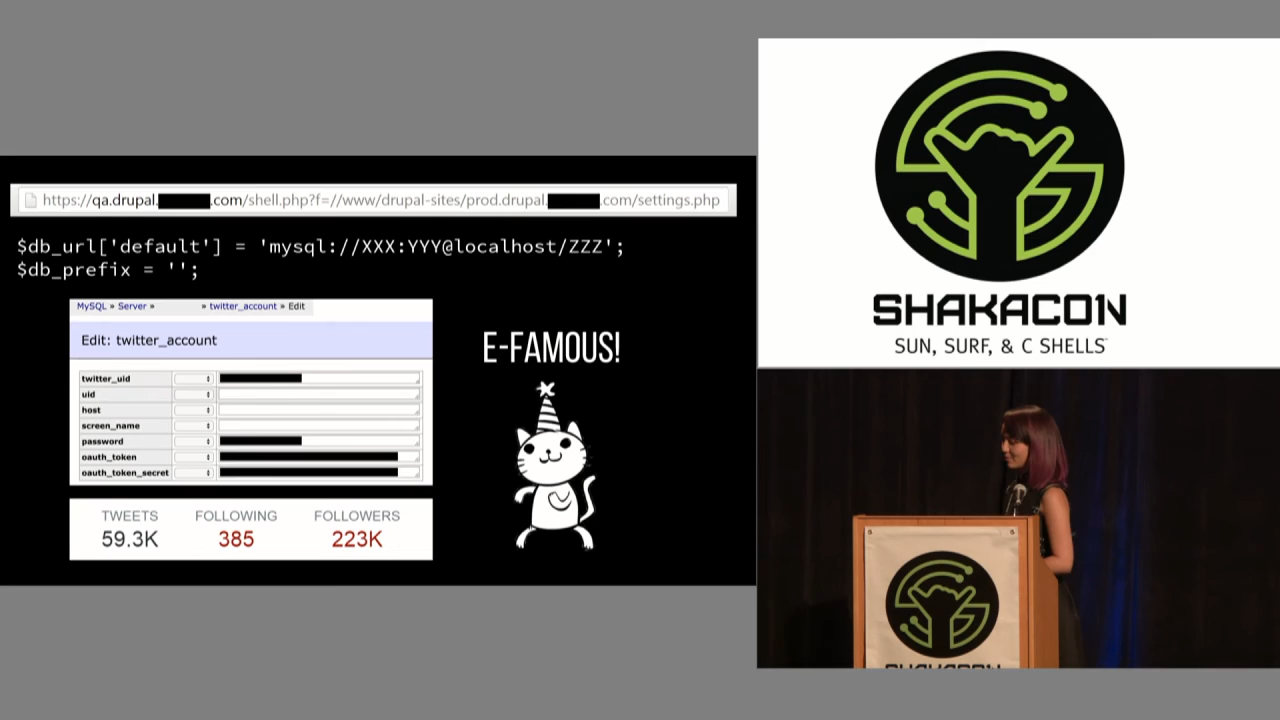 https://qa.drupal.
.com/shell.php?f=//www/drupal-sites/prod.drupal.
.com/settings.php
$db_url['default'] = 'mysql://XXX:YYY@localhost/ZZZ';
$db_prefix = '';
MySQL » Server » » twitter_account » Edit
Edit: twitter_account
twitter_uid
uid
host
screen_name
password
oauth_token
oauth_token_secret
TWEETS FOLLOWING FOLLOWERS
59.3K 385 223K
E-FAMOUS!
SHAKACON
SUN, SURF, & C SHELLS
SHAKACON